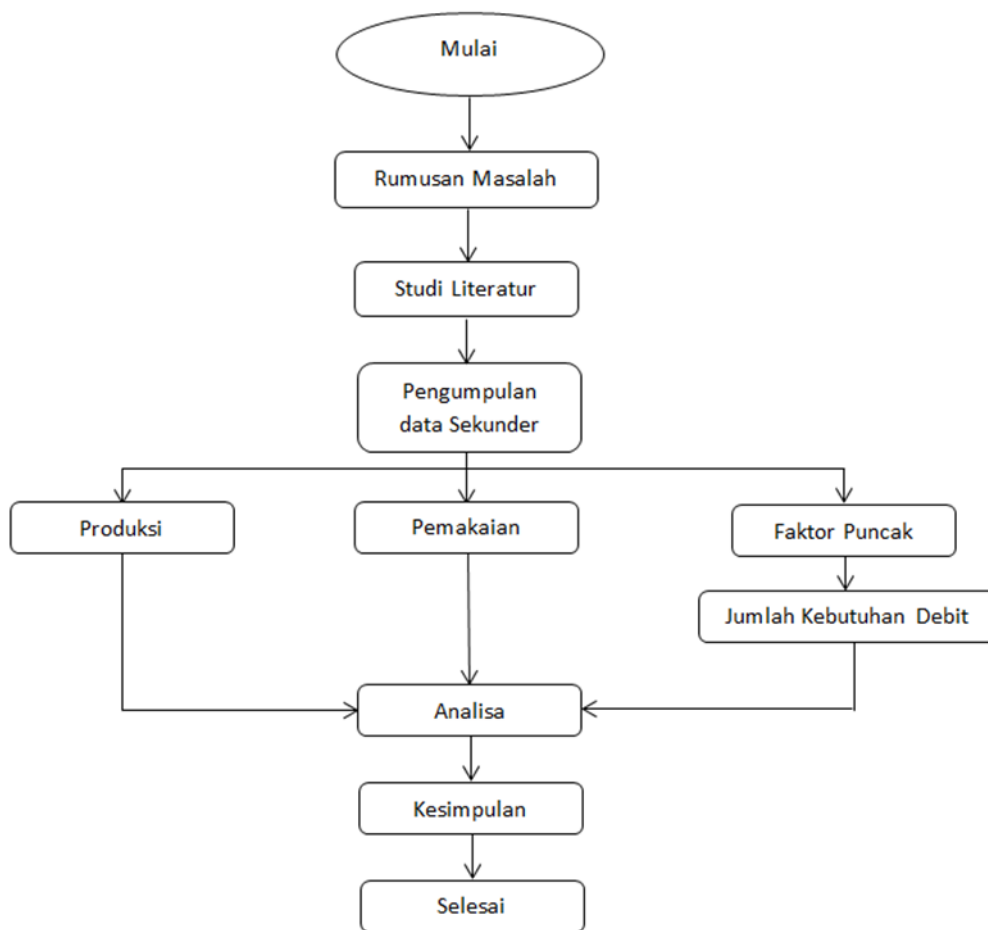 Mulai
Rumusan Masalah
Studi Literatur
Pengumpulan
data Sekunder
Produksi
Pemakaian
Faktor Puncak
Jumlah Kebutuhan Debit
Analisa
Kesimpulan
Selesai